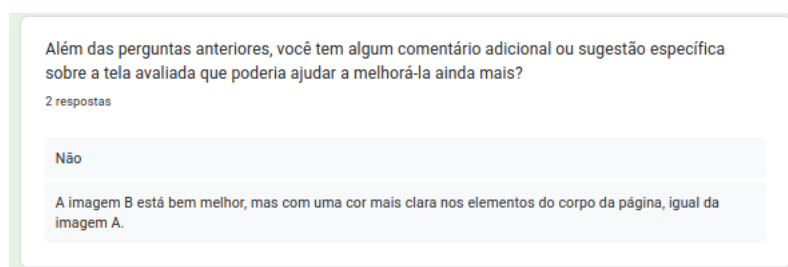 Além das perguntas anteriores, você tem algum comentário adicional ou sugestão específica
sobre a tela avaliada que poderia ajudar a melhorá-la ainda mais?
2 respostas
Não
A imagem B está bem melhor, mas com uma cor mais clara nos elementos do corpo da página, igual da
imagem A.